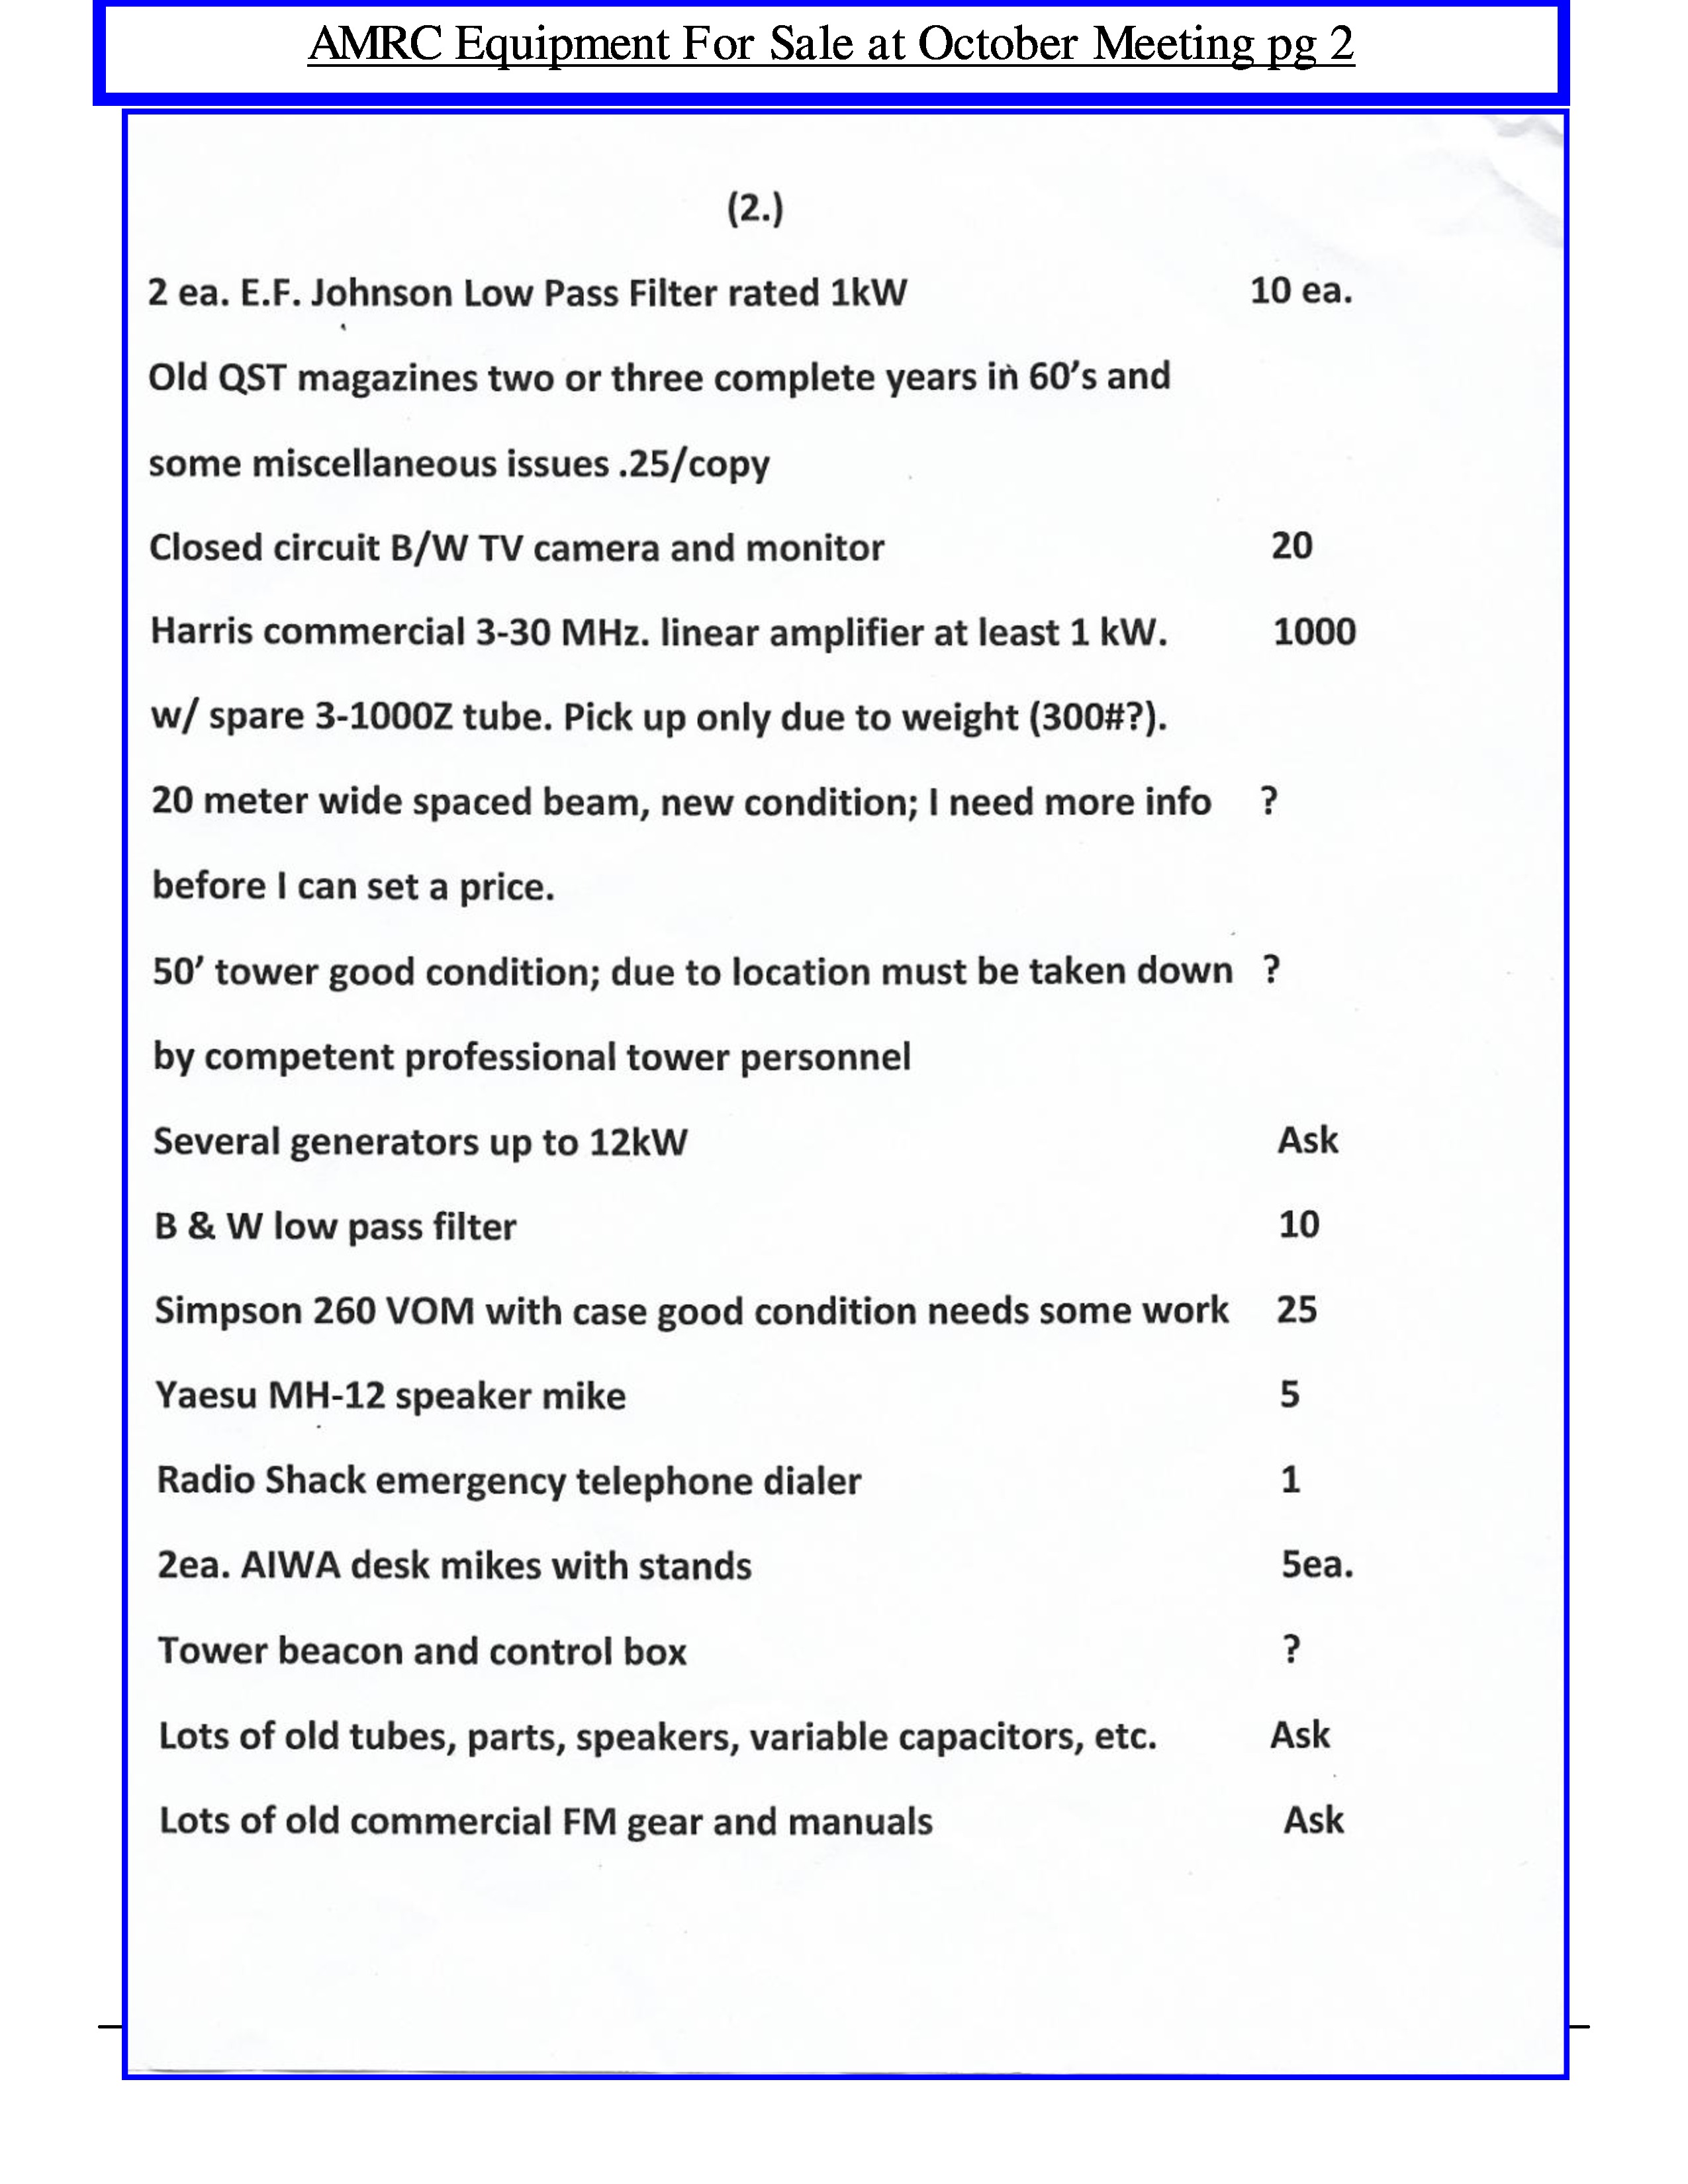 AMRC Equipment For Sale at October Meeting pg 2
(2.)
2 ea. E.F. Johnson Low Pass Filter rated 1kW 10 ea.
Old QST magazines two or three complete years in 60's and
some miscellaneous issues .25/copy
Closed circuit B/W TV camera and monitor 20
Harris commercial 3-30 MHz. linear amplifier at least 1 kW. 1000
w/ spare 3-1000Z tube. Pick up only due to weight (300#?).
20 meter wide spaced beam, new condition; I need more info ?
before I can set a price.
50' tower good condition; due to location must be taken down ?
by competent professional tower personnel
Several generators up to 12kW Ask
B & W low pass filter 10
Simpson 260 VOM with case good condition needs some work 25
Yaesu MH-12 speaker mike 5
Radio Shack emergency telephone dialer 1
2ea. AIWA desk mikes with stands 5ea.
Tower beacon and control box ?
Lots of old tubes, parts, speakers, variable capacitors, etc. Ask
Lots of old commercial FM gear and manuals Ask